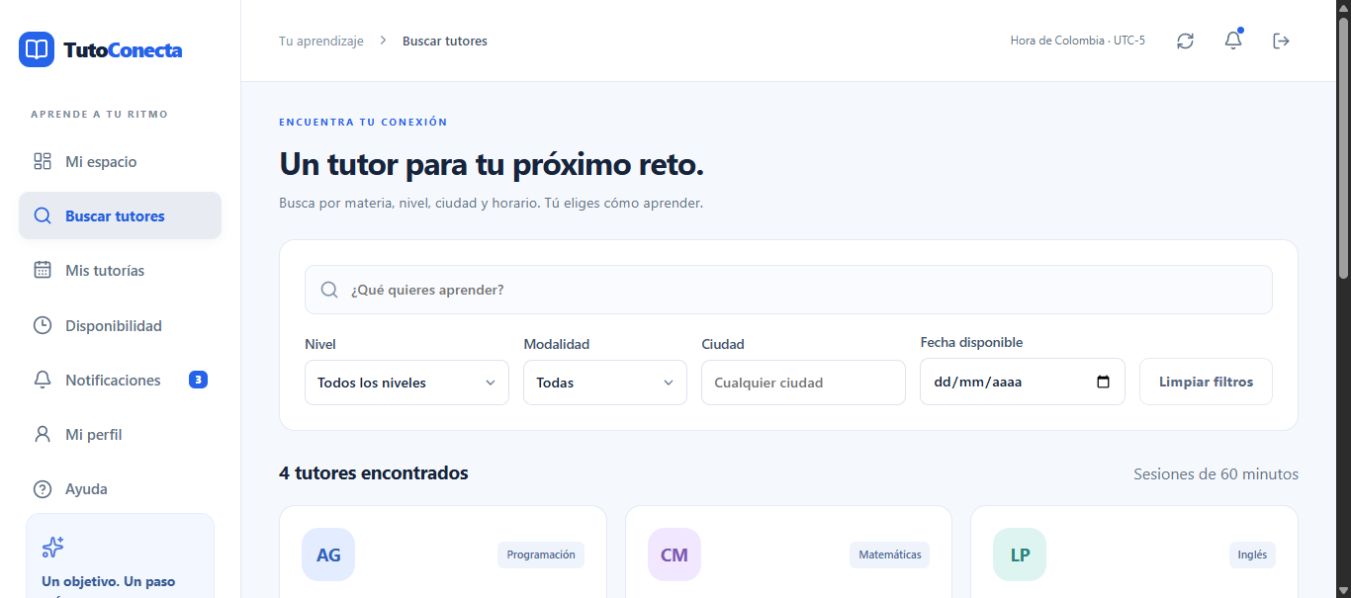 TutoConecta
APRENDE A TU RITMO
Mi espacio
Buscar tutores
Mis tutorías
Disponibilidad
Notificaciones 3
Mi perfil
Ayuda
Un objetivo. Un paso
Tu aprendizaje > Buscar tutores
Hora de Colombia · UTC-5
ENCUENTRA TU CONEXIÓN
Un tutor para tu próximo reto.
Busca por materia, nivel, ciudad y horario. Tú eliges cómo aprender.
¿Qué quieres aprender?
Nivel Modalidad Ciudad Fecha disponible
Todos los niveles Todas Cualquier ciudad dd/mm/aaaa Limpiar filtros
4 tutores encontrados Sesiones de 60 minutos
AG Programación CM Matemáticas LP Inglés